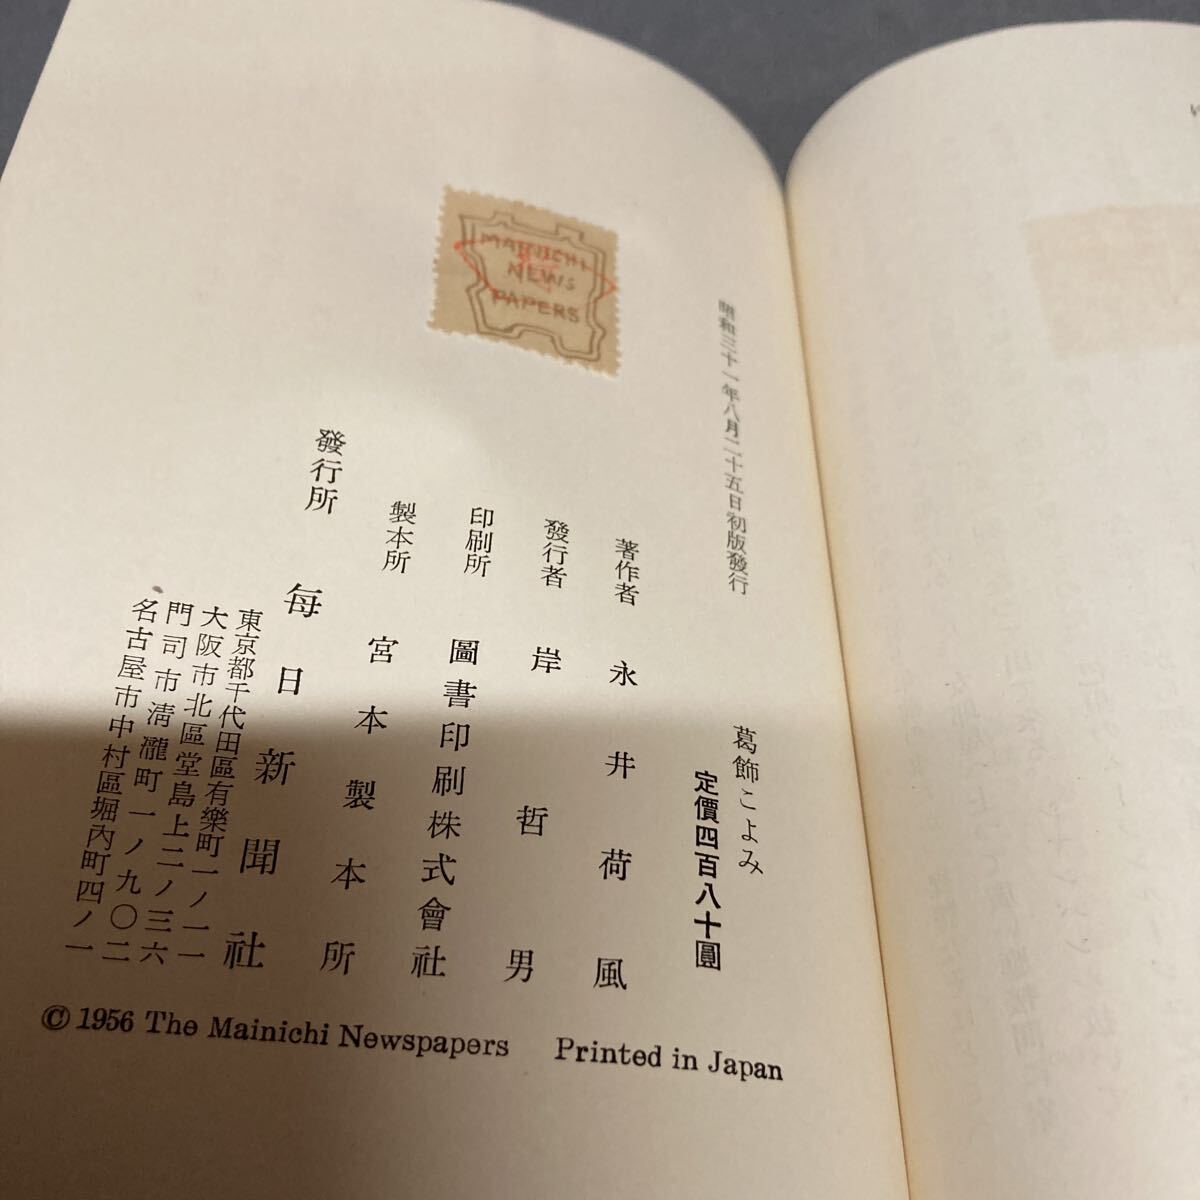 MAINICHI
NEWS
PAPERS
昭和三十一年八月二十五日初版發行
葛飾こよみ
定價四百八十圓
著作者 永井荷風
發行者 岸哲男
印刷所 圖書印刷株式會社
製本所 宮本製本所
發行所 每日新聞社
東京都千代田區有樂町一ノ一一
大阪市北區堂島上二ノ三六
門司市淸瀧町一ノ九〇二
名古屋市中村區堀內町四ノ一
© 1956 The Mainichi Newspapers Printed in Japan